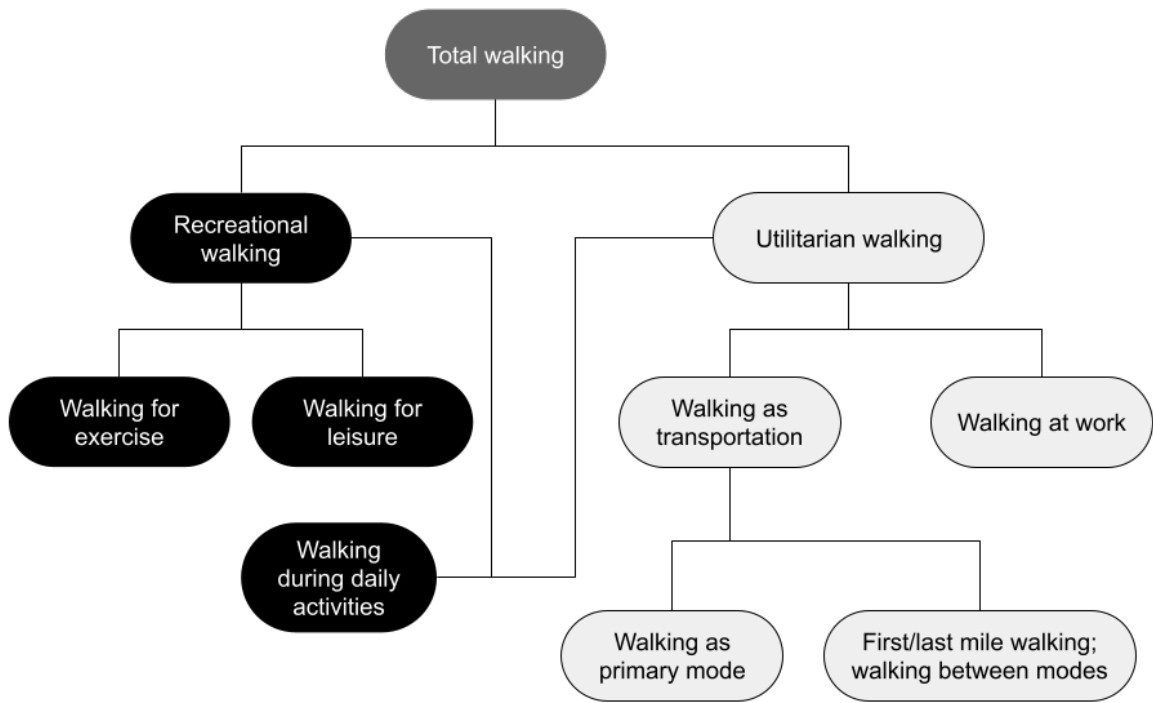 Total walking
Recreational
walking
Utilitarian walking
Walking for
exercise
Walking for
leisure
Walking as
transportation
Walking at work
Walking
during daily
activities
Walking as
primary mode
First/last mile walking;
walking between modes